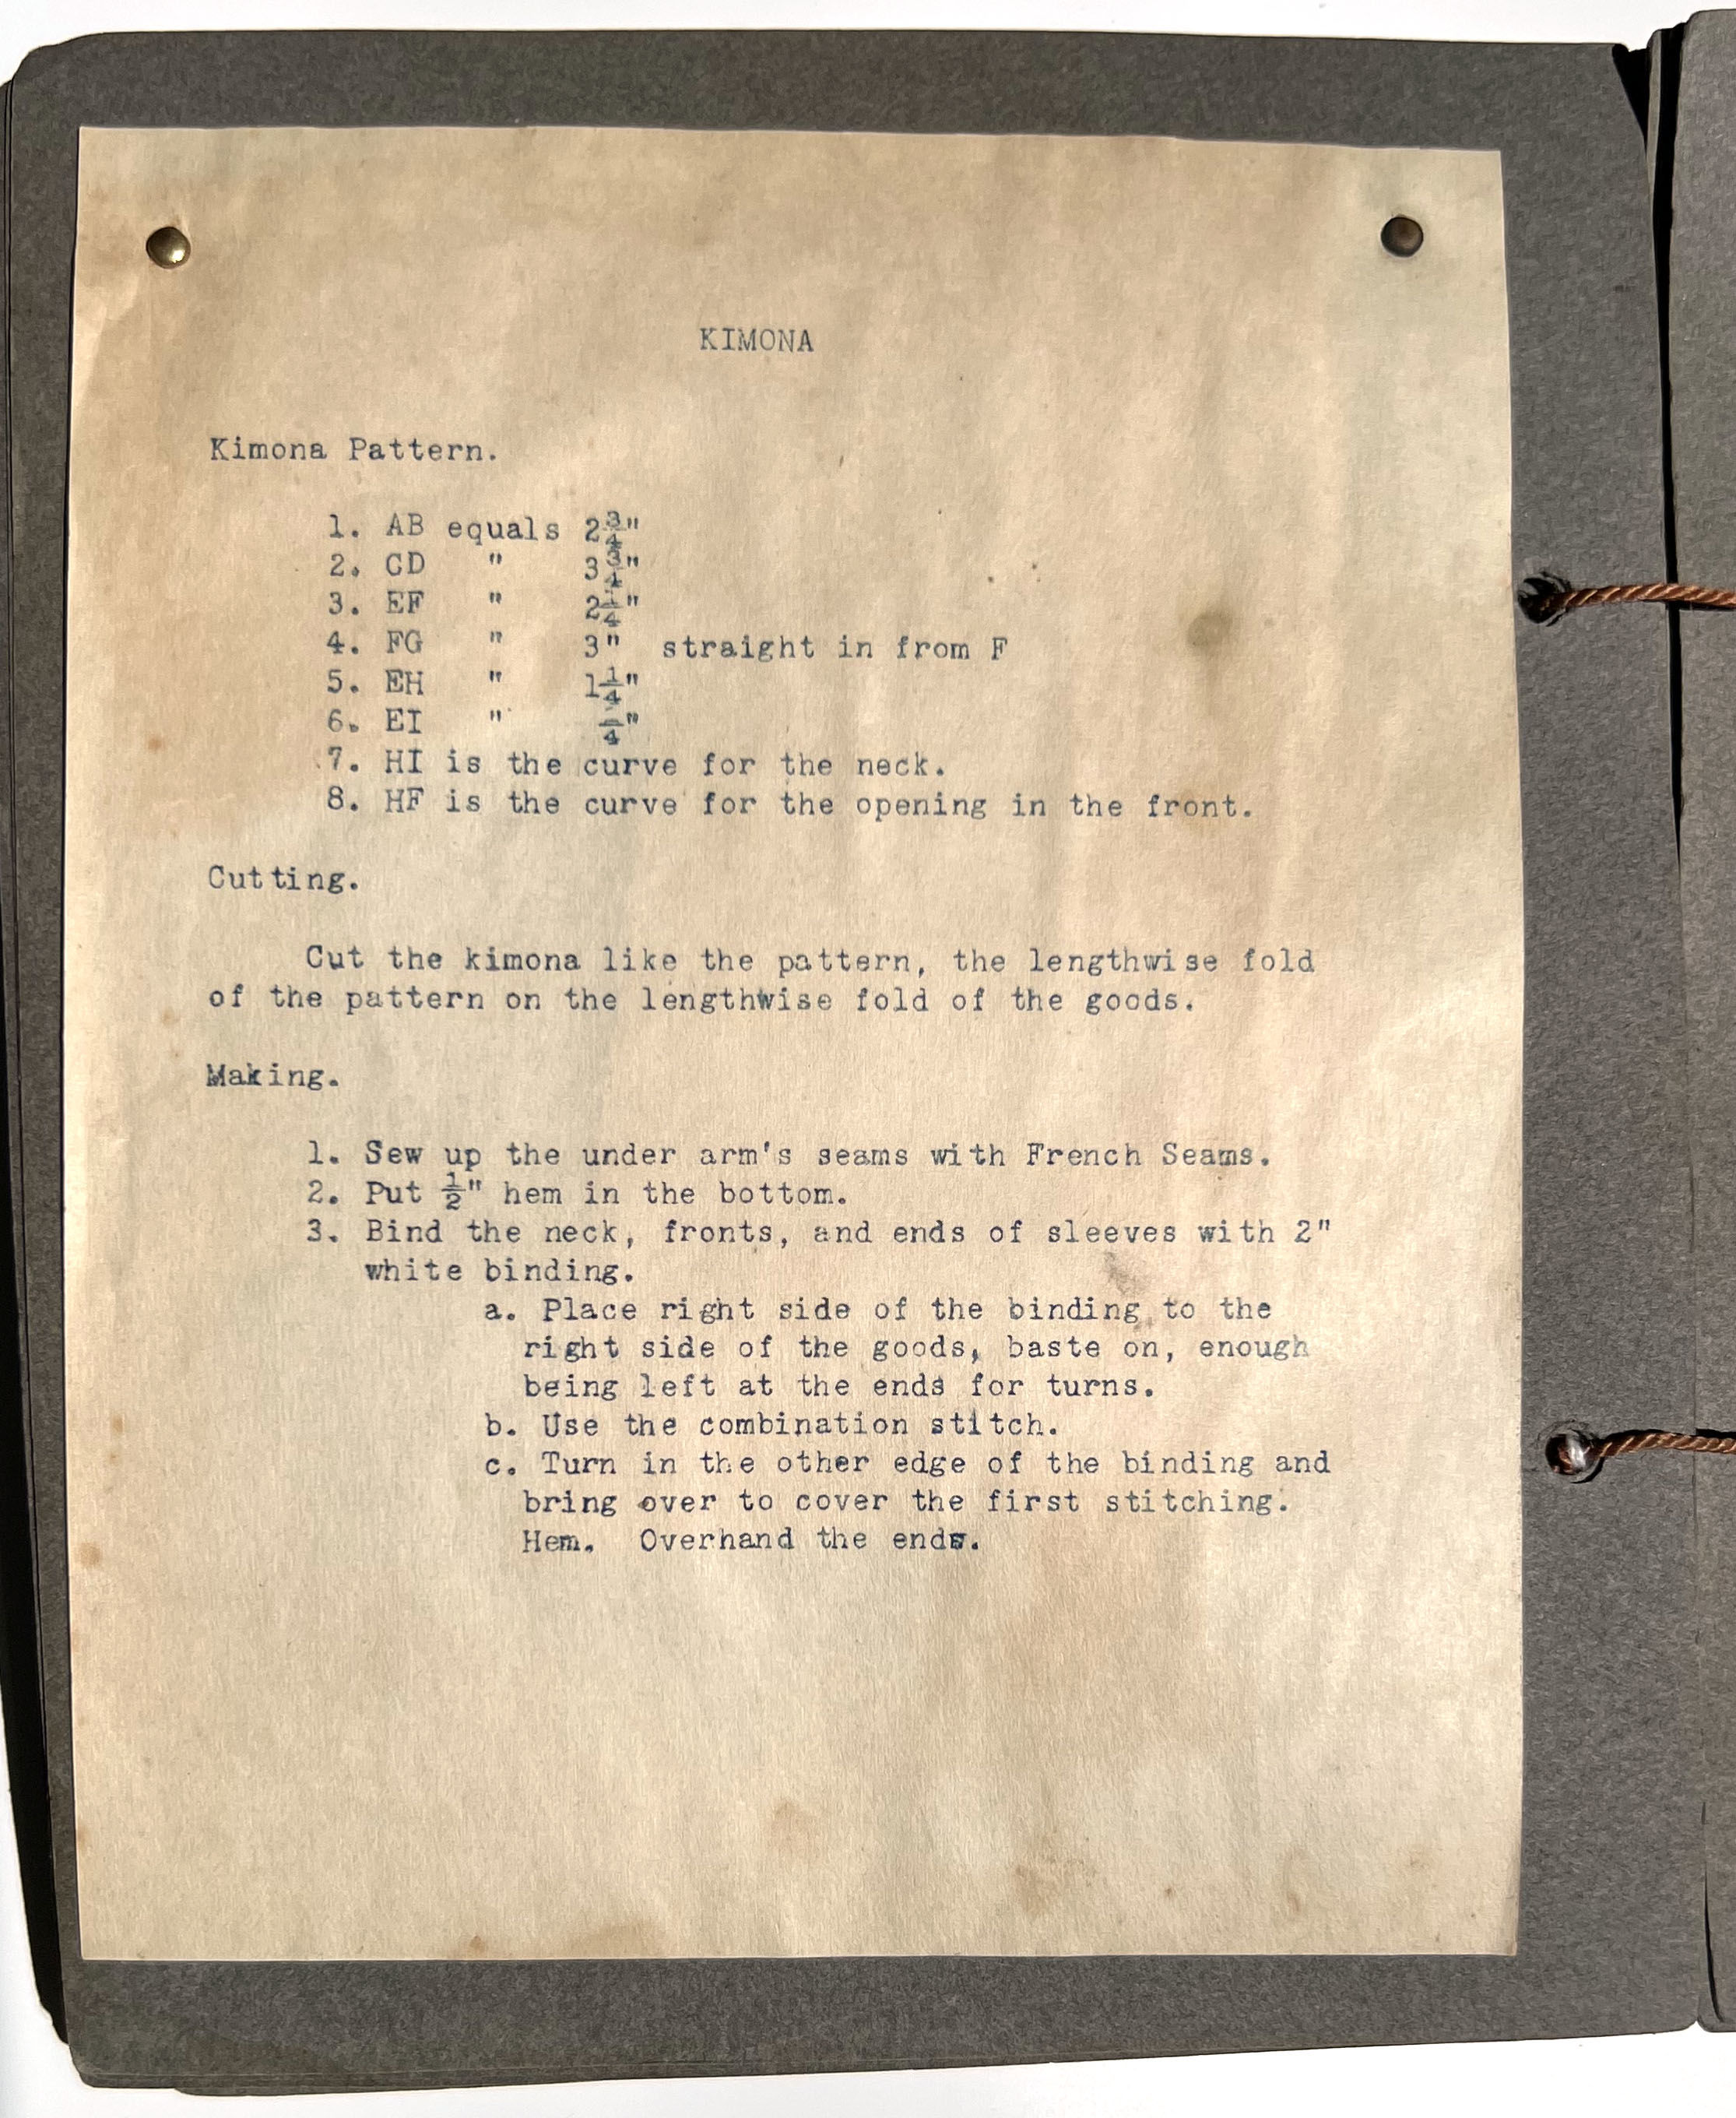 KIMONA
Kimona Pattern.
1. AB equals 2 3/4"
2. CD " 3 3/4"
3. EF " 2 1/4"
4. FG " 3" straight in from F
5. EH " 1 1/4"
6. EI " /4"
7. HI is the curve for the neck.
8. HF is the curve for the opening in the front.
Cutting.
Cut the kimona like the pattern, the lengthwise fold
of the pattern on the lengthwise fold of the goods.
Making.
1. Sew up the under arm's seams with French Seams.
2. Put 1/2" hem in the bottom.
3. Bind the neck, fronts, and ends of sleeves with 2"
white binding.
a. Place right side of the binding to the
right side of the goods, baste on, enough
being left at the ends for turns.
b. Use the combination stitch.
c. Turn in the other edge of the binding and
bring over to cover the first stitching.
Hem. Overhand the ends.